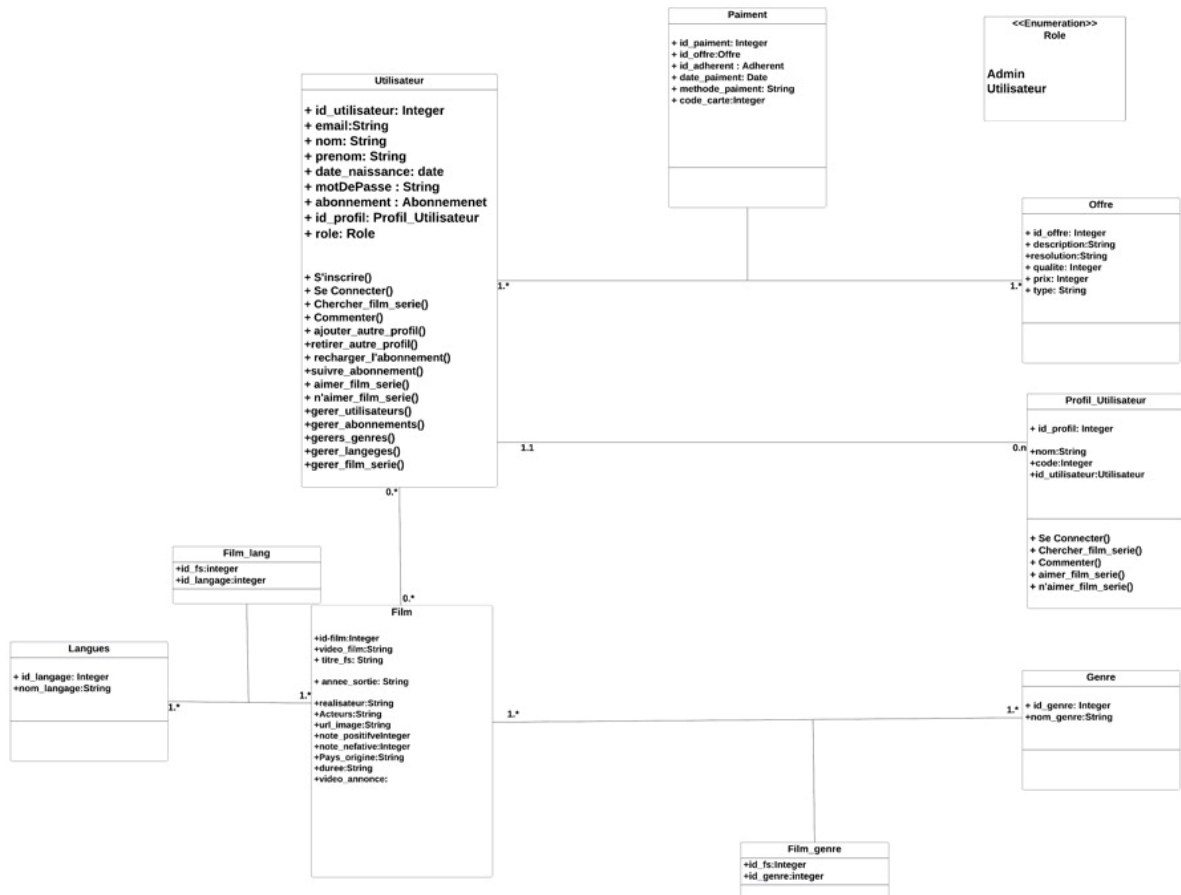 Paiment
+ id_paiment: Integer
+ id_offre:Offre
+ id_adherent : Adherent
+ date_paiment: Date
+ methode_paiment: String
+ code_carte:Integer
<<Enumeration>>
Role
Admin
Utilisateur
Utilisateur
+ id_utilisateur: Integer
+ email:String
+ nom: String
+ prenom: String
+ date_naissance: date
+ motDePasse : String
+ abonnement : Abonnemenet
+ id_profil: Profil_Utilisateur
+ role: Role
+ S'inscrire()
+ Se Connecter()
+ Chercher_film_serie()
+ Commenter()
+ ajouter_autre_profil()
+retirer_autre_profil()
+ recharger_l'abonnement()
+suivre_abonnement()
+ aimer_film_serie()
+ n'aimer_film_serie()
+gerer_utilisateurs()
+gerer_abonnements()
+gerers_genres()
+gerer_langeges()
+gerer_film_serie()
1.*
1.*
Offre
+ id_offre: Integer
+ description:String
+resolution:String
+ qualite: Integer
+ prix: Integer
+ type: String
1.1
0.n
Profil_Utilisateur
+ id_profil: Integer
+nom:String
+code:Integer
+id_utilisateur:Utilisateur
+ Se Connecter()
+ Chercher_film_serie()
+ Commenter()
+ aimer_film_serie()
+ n'aimer_film_serie()
0.*
0.*
Film_lang
+id_fs:integer
+id_langage:integer
Langues
+ id_langage: Integer
+nom_langage:String
1.*
1.*
Film
+id-film:Integer
+video_film:String
+ titre_fs: String
+ annee_sortie: String
+realisateur:String
+Acteurs:String
+url_image:String
+note_positifveInteger
+note_nefative:Integer
+Pays_origine:String
+duree:String
+video_annonce:
1.*
1.*
Genre
+ id_genre: Integer
+nom_genre:String
Film_genre
+id_fs:Integer
+id_genre:integer